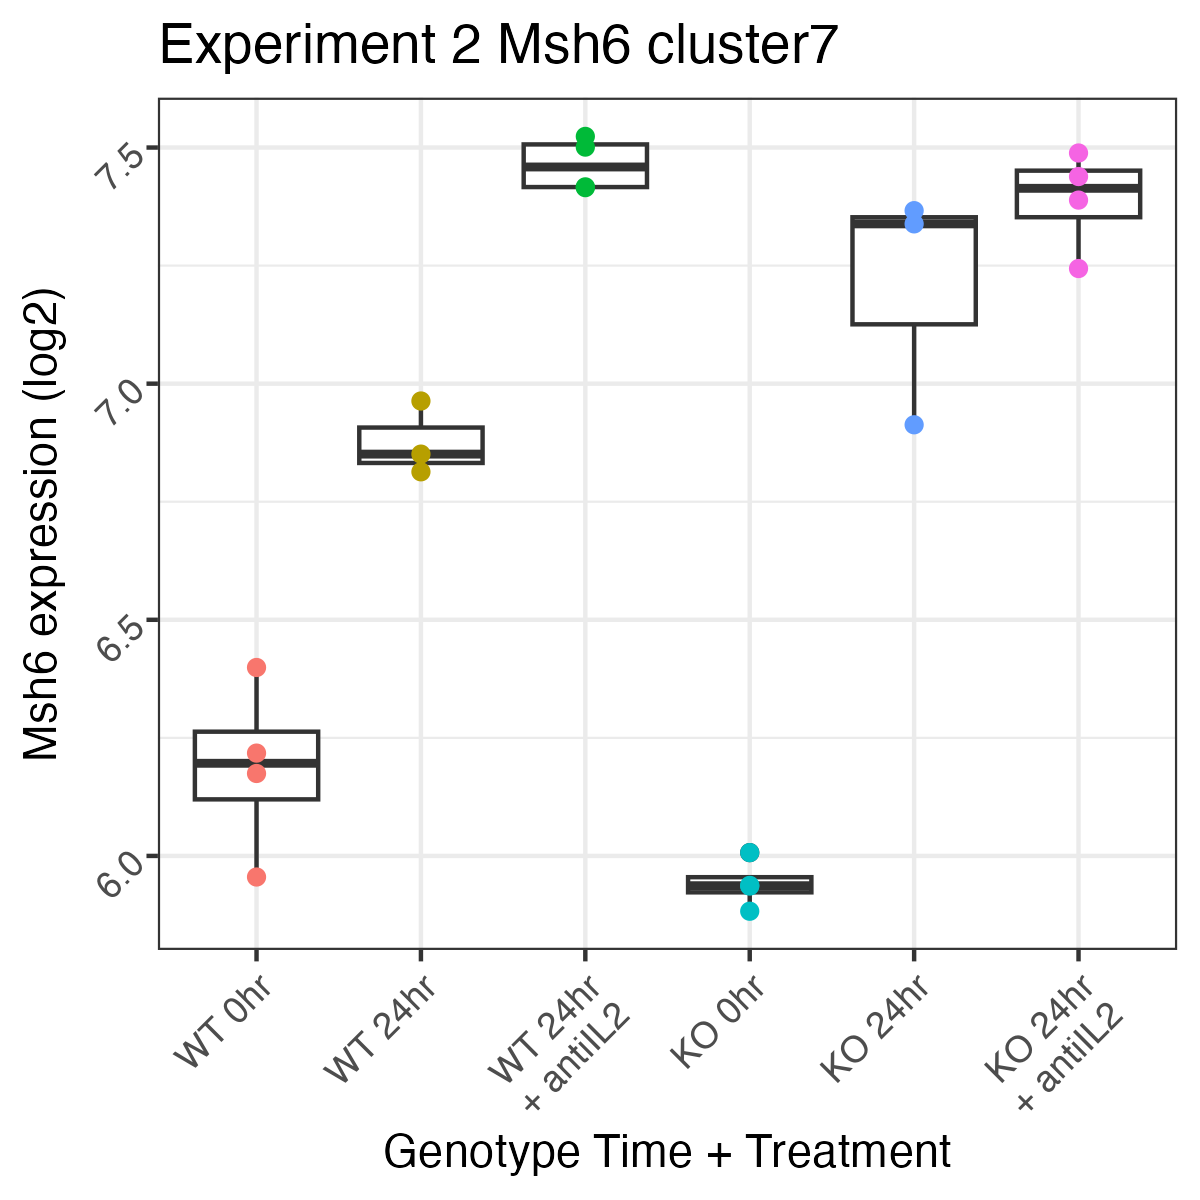 Experiment 2 Msh6 cluster7
Msh6 expression (log2)
7.5
7.0
6.5
6.0
WT 0hr
WT 24hr
WT 24hr
+ antiIL2
KO 0hr
KO 24hr
KO 24hr
+ antiIL2
Genotype Time + Treatment